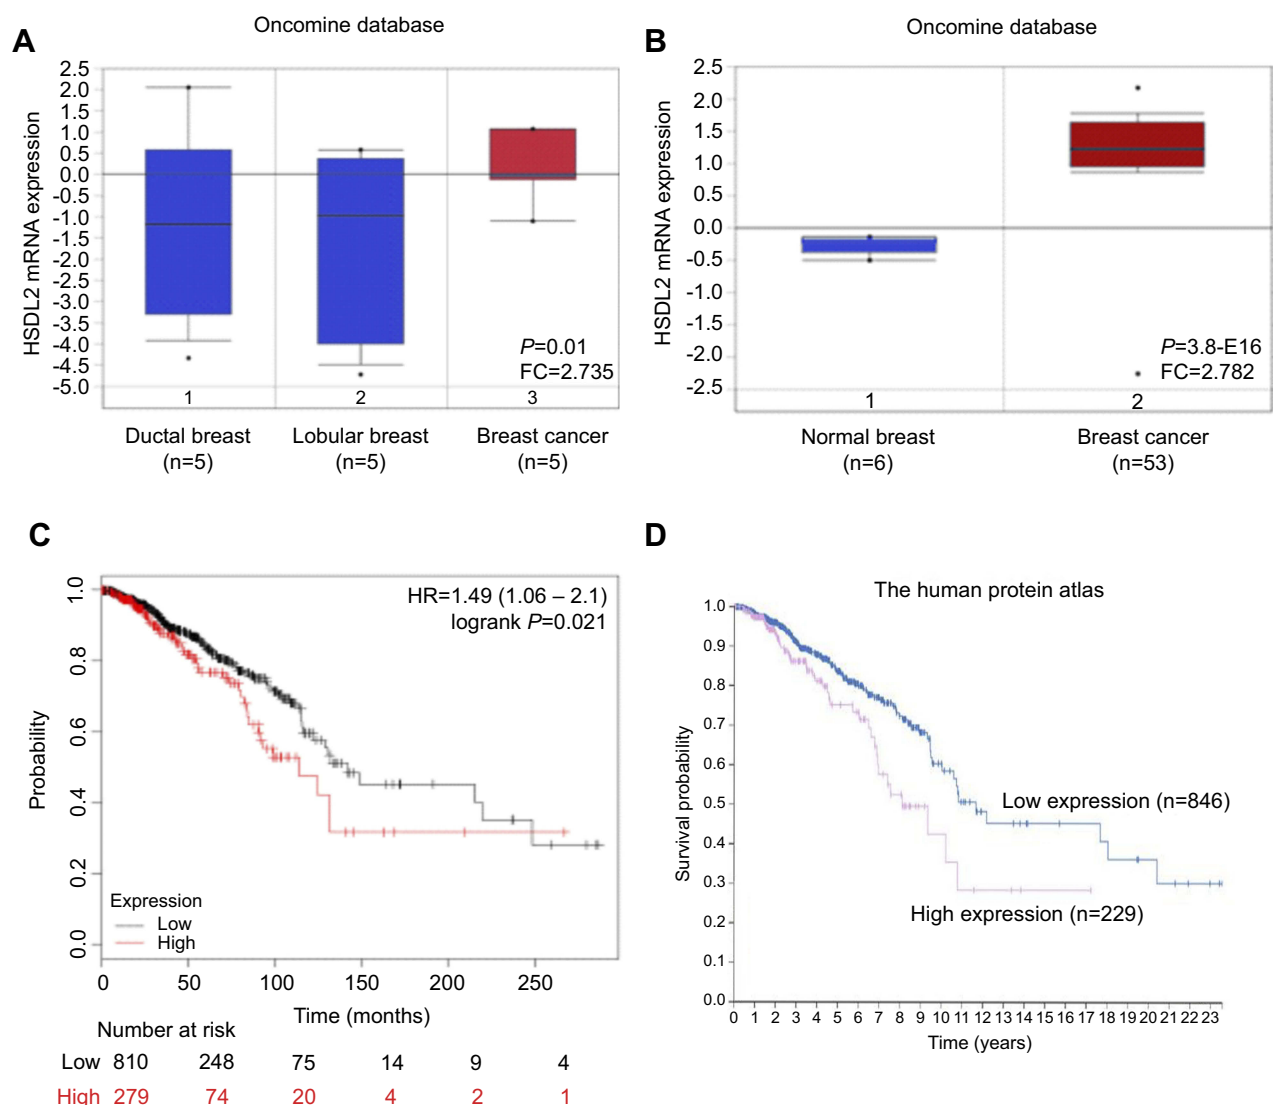 A
Oncomine database
HSDL2 mRNA expression
2.5
2.0
1.5
1.0
0.5
0.0
-0.5
-1.0
-1.5
-2.0
-2.5
-3.0
-3.5
-4.0
-4.5
-5.0
P=0.01
FC=2.735
1 2 3
Ductal breast Lobular breast Breast cancer
(n=5) (n=5) (n=5)
B
Oncomine database
HSDL2 mRNA expression
2.5
2.0
1.5
1.0
0.5
0.0
-0.5
-1.0
-1.5
-2.0
-2.5
P=3.8-E16
FC=2.782
1 2
Normal breast Breast cancer
(n=6) (n=53)
C
Probability
1.0
0.8
0.6
0.4
0.2
0.0
HR=1.49 (1.06 – 2.1)
logrank P=0.021
Expression
Low
High
0 50 100 150 200 250
Time (months)
Number at risk
Low 810 248 75 14 9 4
High 279 74 20 4 2 1
D
The human protein atlas
Survival probability
1.0
0.9
0.8
0.7
0.6
0.5
0.4
0.3
0.2
0.1
0.0
Low expression (n=846)
High expression (n=229)
0 1 2 3 4 5 6 7 8 9 10 11 12 13 14 15 16 17 18 19 20 21 22 23
Time (years)